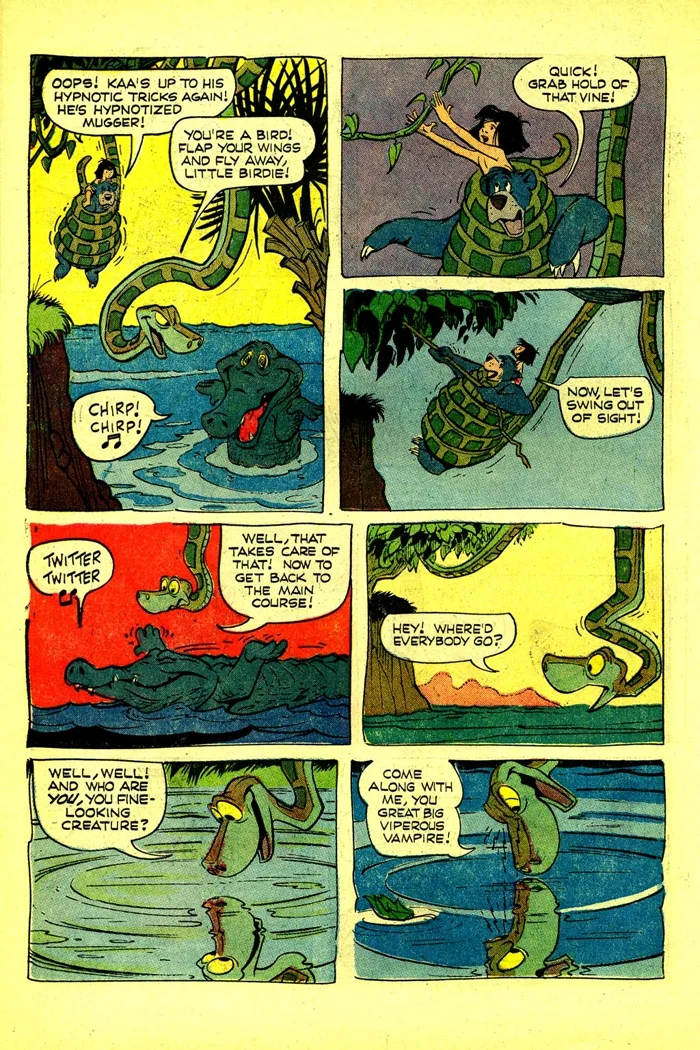 OOPS! KAA'S UP TO HIS
HYPNOTIC TRICKS AGAIN!
HE'S HYPNOTIZED
MUGGER!
YOU'RE A BIRD!
FLAP YOUR WINGS
AND FLY AWAY,
LITTLE BIRDIE!
CHIRP!
CHIRP!
QUICK!
GRAB HOLD OF
THAT VINE!
NOW, LET'S
SWING OUT
OF SIGHT!
TWITTER
TWITTER
WELL, THAT
TAKES CARE OF
THAT! NOW TO
GET BACK TO
THE MAIN
COURSE!
HEY! WHERE'D
EVERYBODY GO?
WELL, WELL!
AND WHO ARE
YOU, YOU FINE-
LOOKING
CREATURE?
COME
ALONG WITH
ME, YOU
GREAT BIG
VIPEROUS
VAMPIRE!